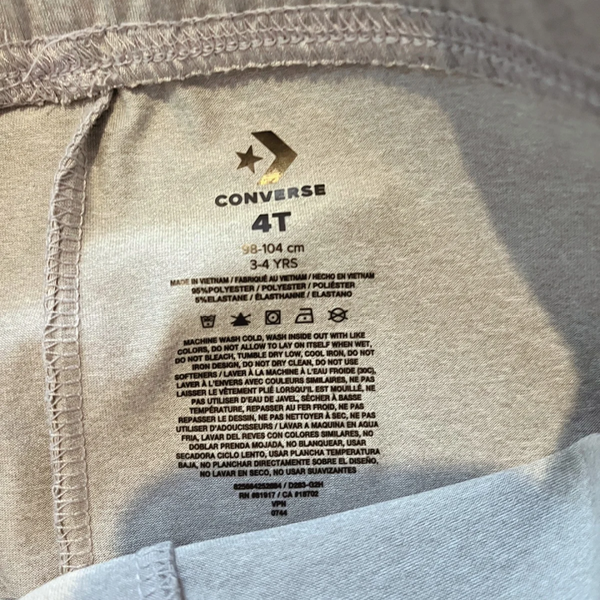 CONVERSE
4T
98-104 cm
3-4 YRS
MADE IN VIETNAM / FABRIQUÉ AU VIETNAM / HECHO EN VIETNAM
95%POLYESTER / POLYESTER / POLIÉSTER
5%ELASTANE / ÉLASTHANNE / ELASTANO
MACHINE WASH COLD, WASH INSIDE OUT WITH LIKE
COLORS, DO NOT ALLOW TO LAY ON ITSELF WHEN WET,
DO NOT BLEACH, TUMBLE DRY LOW, COOL IRON, DO NOT
IRON DESIGN, DO NOT DRY CLEAN, DO NOT USE
SOFTENERS / LAVER À LA MACHINE À L'EAU FROIDE (30C),
LAVER À L'ENVERS AVEC COULEURS SIMILAIRES, NE PAS
LAISSER LE VÊTEMENT PLIÉ LORSQU'IL EST MOUILLÉ, NE
PAS UTILISER D'EAU DE JAVEL, SÉCHER À BASSE
TEMPÉRATURE, REPASSER AU FER FROID, NE PAS
REPASSER LE DESSIN, NE PAS NETTOYER À SEC, NE PAS
UTILISER D'ADOUCISSEURS / LAVAR A MAQUINA EN AQUA
FRIA, LAVAR DEL REVES CON COLORES SIMILARES, NO
DOBLAR PRENDA MOJADA, NO BLANQUEAR, USAR
SECADORA CICLO LENTO, USAR PLANCHA TEMPERATURA
BAJA, NO PLANCHAR DIRECTAMENTE SOBRE EL DISEÑO,
NO LAVAR EN SECO, NO USAR SUAVIZANTES
RN #81917 / CA #18702
VPN
0744